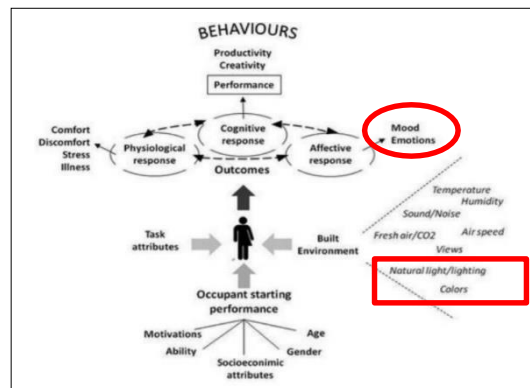 BEHAVIOURS
Productivity
Creativity
Performance
Cognitive
response
Physiological
response
Affective
response
Mood
Emotions
Comfort
Discomfort
Stress
Illness
Outcomes
Temperature
Humidity
Sound/Noise
Fresh air/CO2
Air speed
Views
Natural light/lighting
Colors
Task
attributes
Built
Environment
Occupant starting
performance
Motivations
Age
Ability
Gender
Socioeconimic
attributes